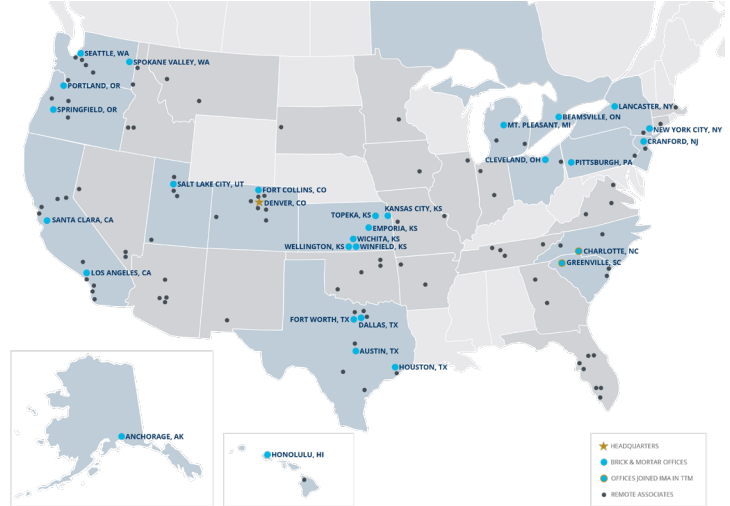 SEATTLE, WA
SPOKANE VALLEY, WA
PORTLAND, OR
SPRINGFIELD, OR
LANCASTER, NY
BEAMSVILLE, ON
MT. PLEASANT, MI
NEW YORK CITY, NY
CRANFORD, NJ
CLEVELAND, OH
PITTSBURGH, PA
SALT LAKE CITY, UT
FORT COLLINS, CO
DENVER, CO
KANSAS CITY, KS
TOPEKA, KS
SANTA CLARA, CA
EMPORIA, KS
WICHITA, KS
WELLINGTON, KS
WINFIELD, KS
CHARLOTTE, NC
GREENVILLE, SC
LOS ANGELES, CA
FORT WORTH, TX
DALLAS, TX
AUSTIN, TX
HOUSTON, TX
ANCHORAGE, AK
HONOLULU, HI
HEADQUARTERS
BRICK & MORTAR OFFICES
OFFICES JOINED IMA IN TTM
REMOTE ASSOCIATES